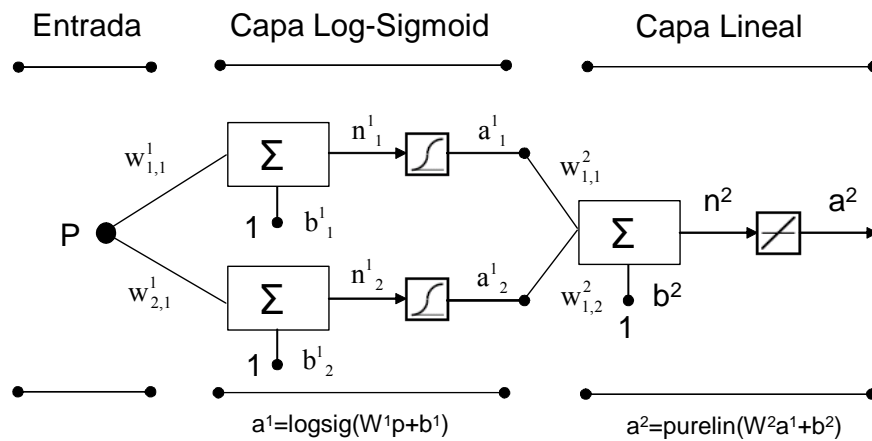 Entrada
Capa Log-Sigmoid
Capa Lineal
P
w¹₁,₁
w¹₂,₁
Σ
n¹₁
a¹₁
1
b¹₁
Σ
n¹₂
a¹₂
1
b¹₂
w²₁,₁
w²₁,₂
Σ
n²
a²
b²
1
a¹=logsig(W¹p+b¹)
a²=purelin(W²a¹+b²)